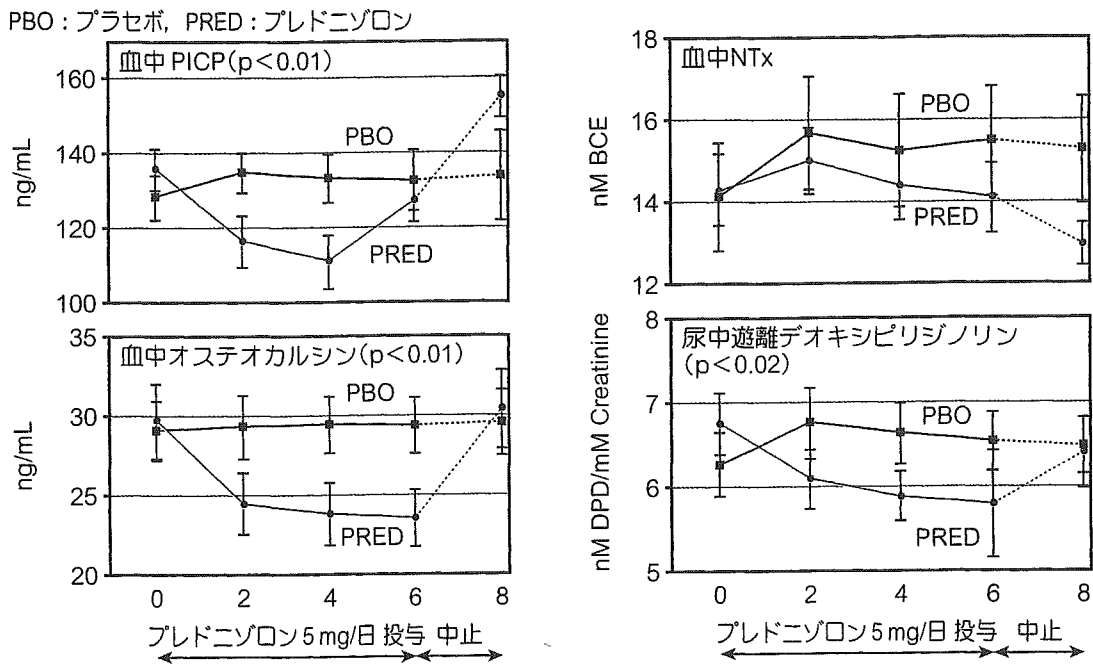 PBO：プラセボ，PRED：プレドニゾロン
血中 PICP(p＜0.01)
160
140
120
100
ng/mL
PBO
PRED
血中NTx
18
16
14
12
nM BCE
PBO
PRED
血中オステオカルシン(p＜0.01)
35
30
25
20
ng/mL
PBO
PRED
0 2 4 6 8
プレドニゾロン5mg/日 投与 中止
尿中遊離デオキシピリジノリン
(p＜0.02)
8
7
6
5
nM DPD/mM Creatinine
PBO
PRED
0 2 4 6 8
プレドニゾロン5mg/日 投与 中止